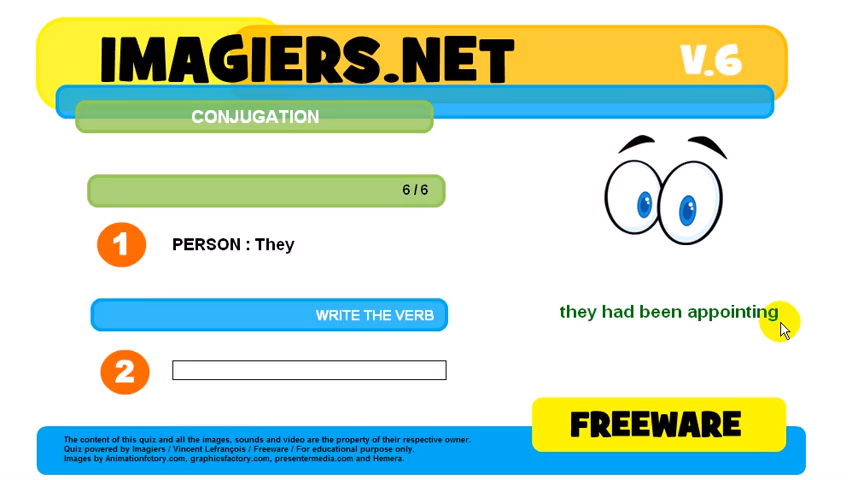 IMAGIERS.NET
V.6
CONJUGATION
6 / 6
1
PERSON : They
they had been appointing
WRITE THE VERB
2
FREEWARE
The content of this quiz and all the images, sounds and video are the property of their respective owner.
Quiz powered by Imagiers / Vincent Lefrançois / Freeware / For educational purpose only.
Images by Animationfctory.com, graphicsfactory.com, presentermedia.com and Hemera.